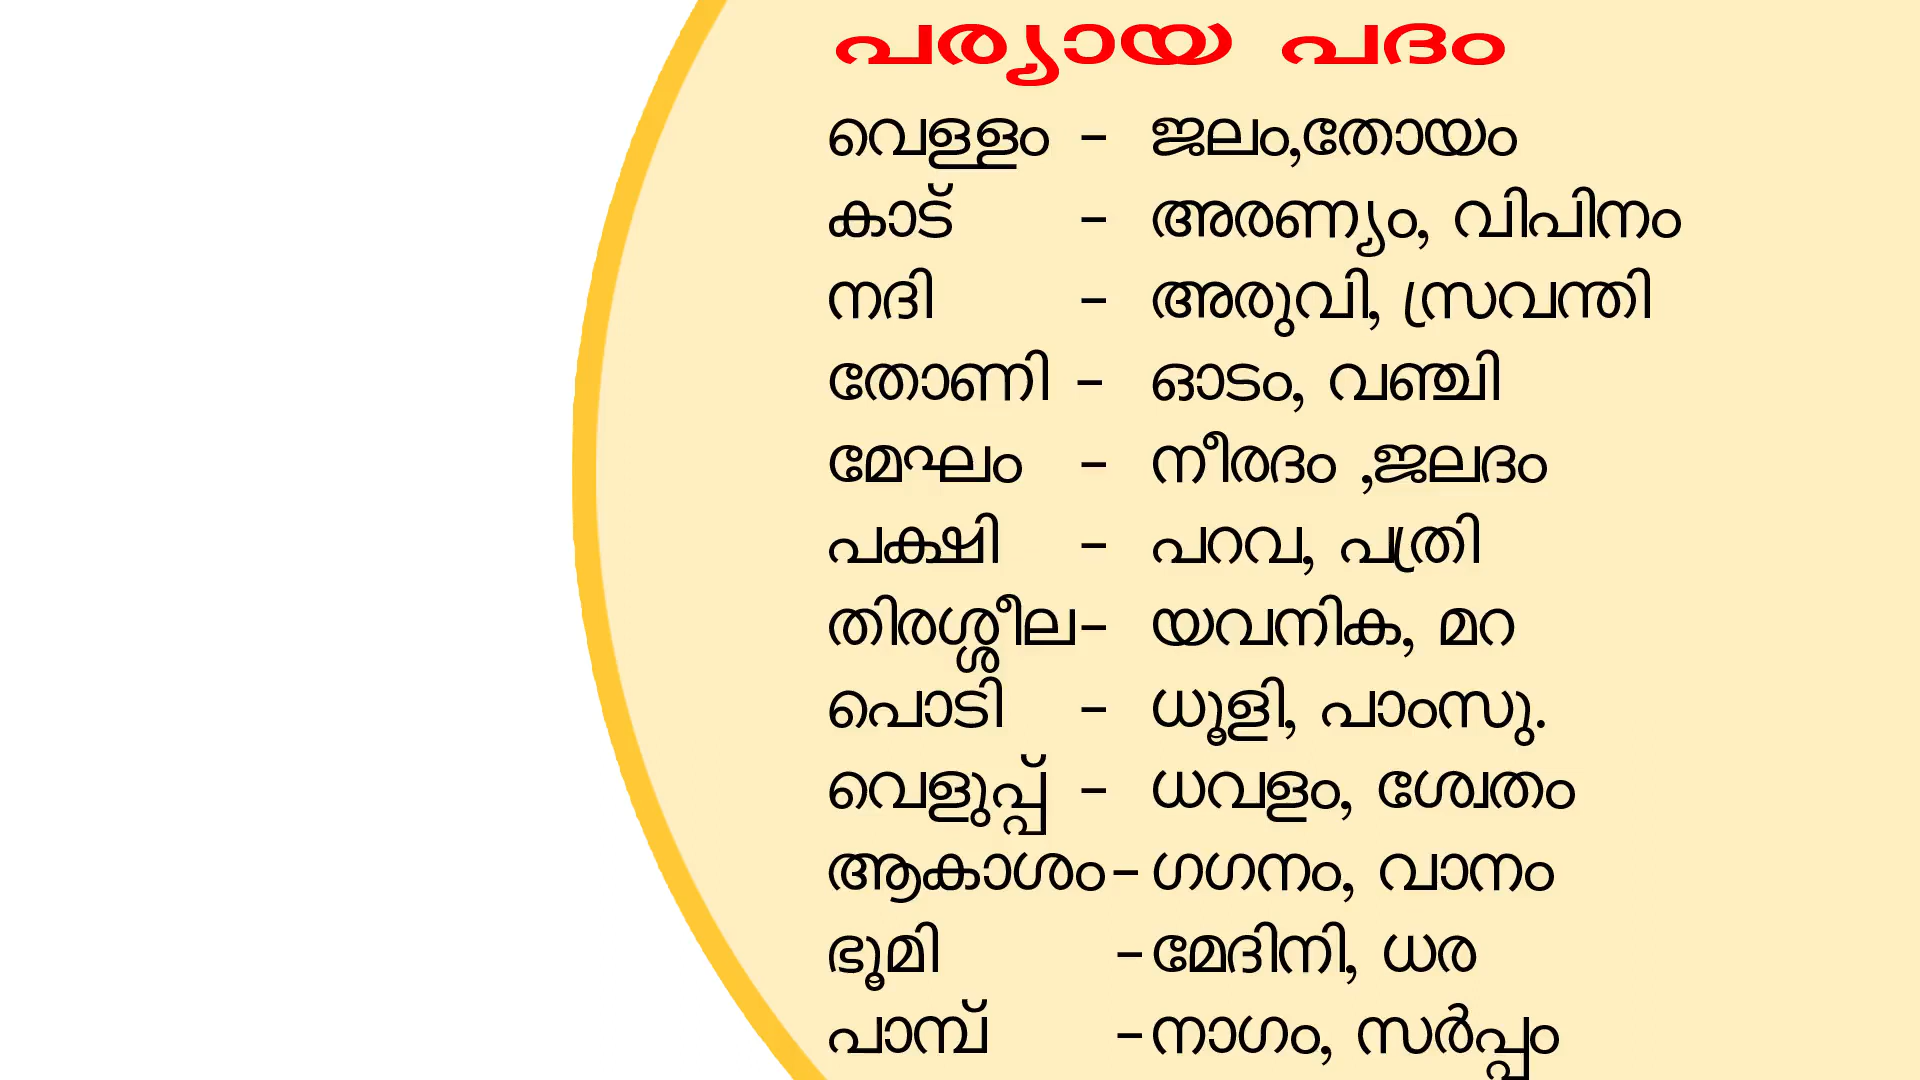 പര്യായ പദം
വെള്ളം - ജലം,തോയം
കാട് - അരണ്യം, വിപിനം
നദി - അരുവി, സ്രവന്തി
തോണി - ഓടം, വഞ്ചി
മേഘം - നീരദം ,ജലദം
പക്ഷി - പറവ, പത്രി
തിരശ്ശീല- യവനിക, മറ
പൊടി - ധൂളി, പാംസു.
വെളുപ്പ് - ധവളം, ശ്വേതം
ആകാശം-ഗഗനം, വാനം
ഭൂമി -മേദിനി, ധര
പാമ്പ് -നാഗം, സർപ്പം